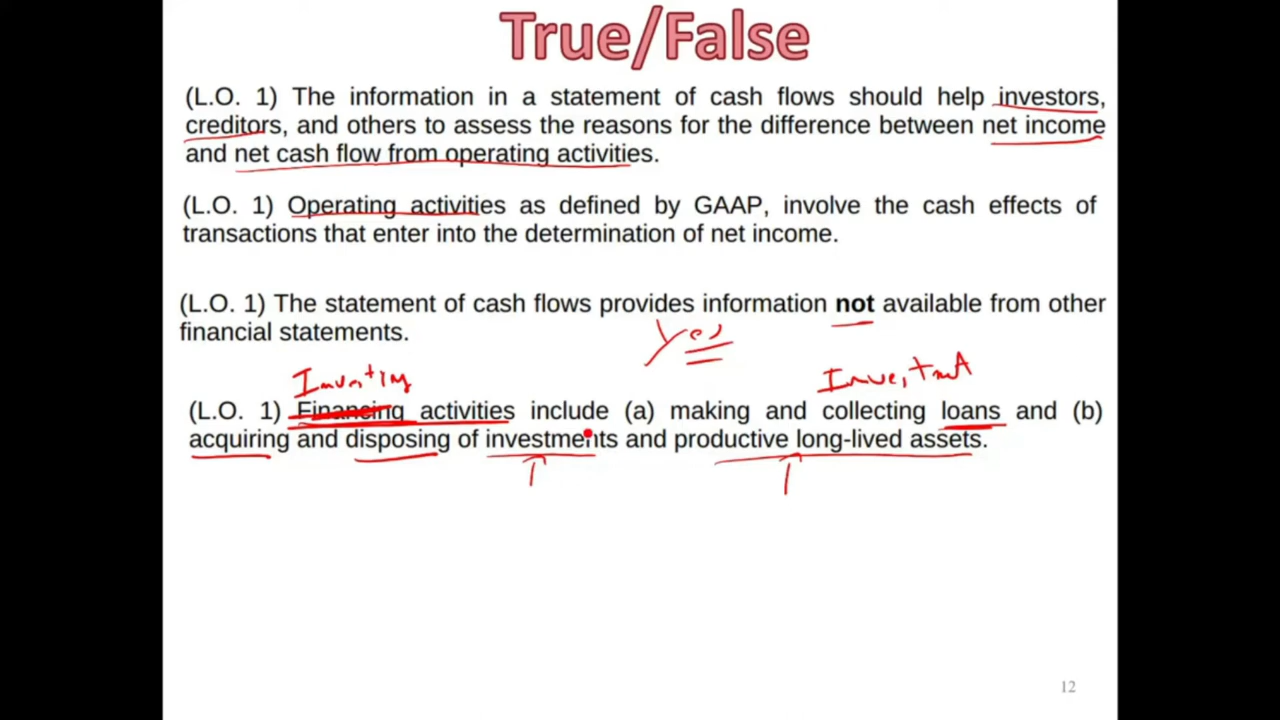 True/False
(L.O. 1) The information in a statement of cash flows should help investors,
creditors, and others to assess the reasons for the difference between net income
and net cash flow from operating activities.
(L.O. 1) Operating activities as defined by GAAP, involve the cash effects of
transactions that enter into the determination of net income.
(L.O. 1) The statement of cash flows provides information not available from other
financial statements.
Yes
Investing
Investment
(L.O. 1) Financing activities include (a) making and collecting loans and (b)
acquiring and disposing of investments and productive long-lived assets.
12